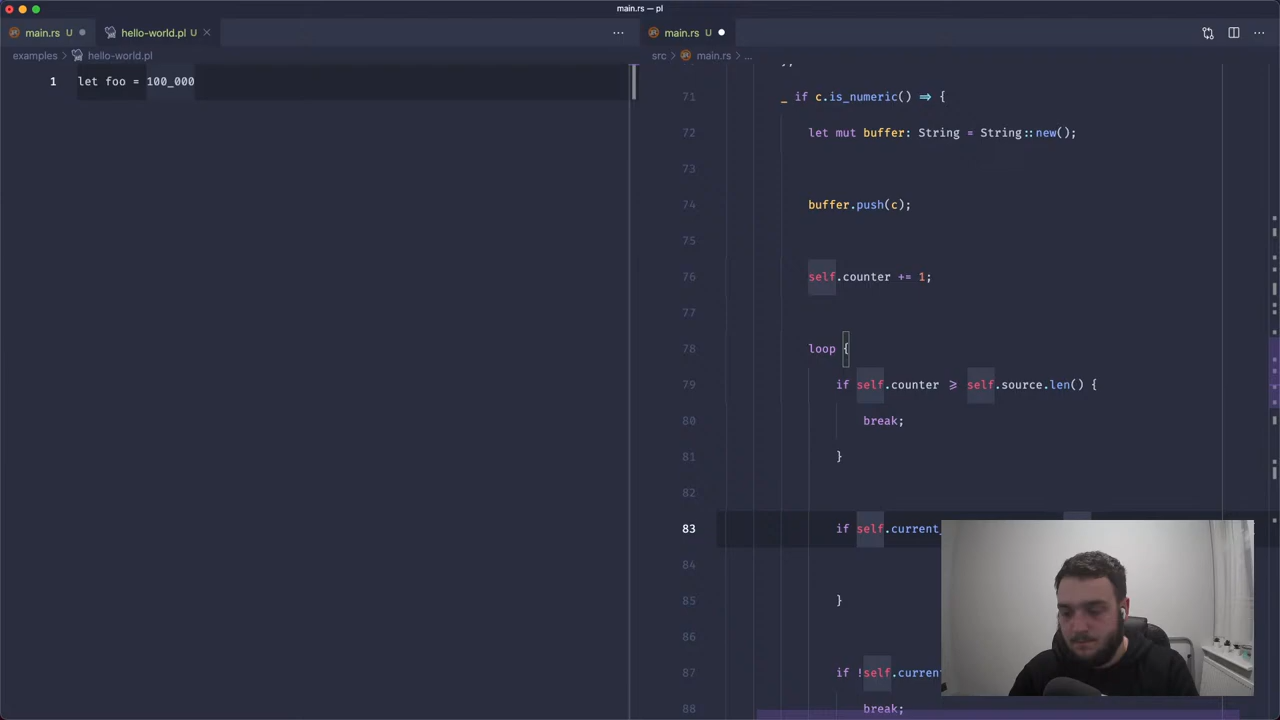 main.rs — pl
main.rs U
hello-world.pl U
main.rs U
examples > hello-world.pl
src > main.rs > ...
1 let foo = 100_000
71 _ if c.is_numeric() => {
72 let mut buffer: String = String::new();
73
74 buffer.push(c);
75
76 self.counter += 1;
77
78 loop {
79 if self.counter >= self.source.len() {
80 break;
81 }
82
83 if self.current_
84
85 }
86
87 if !self.current
88 break;